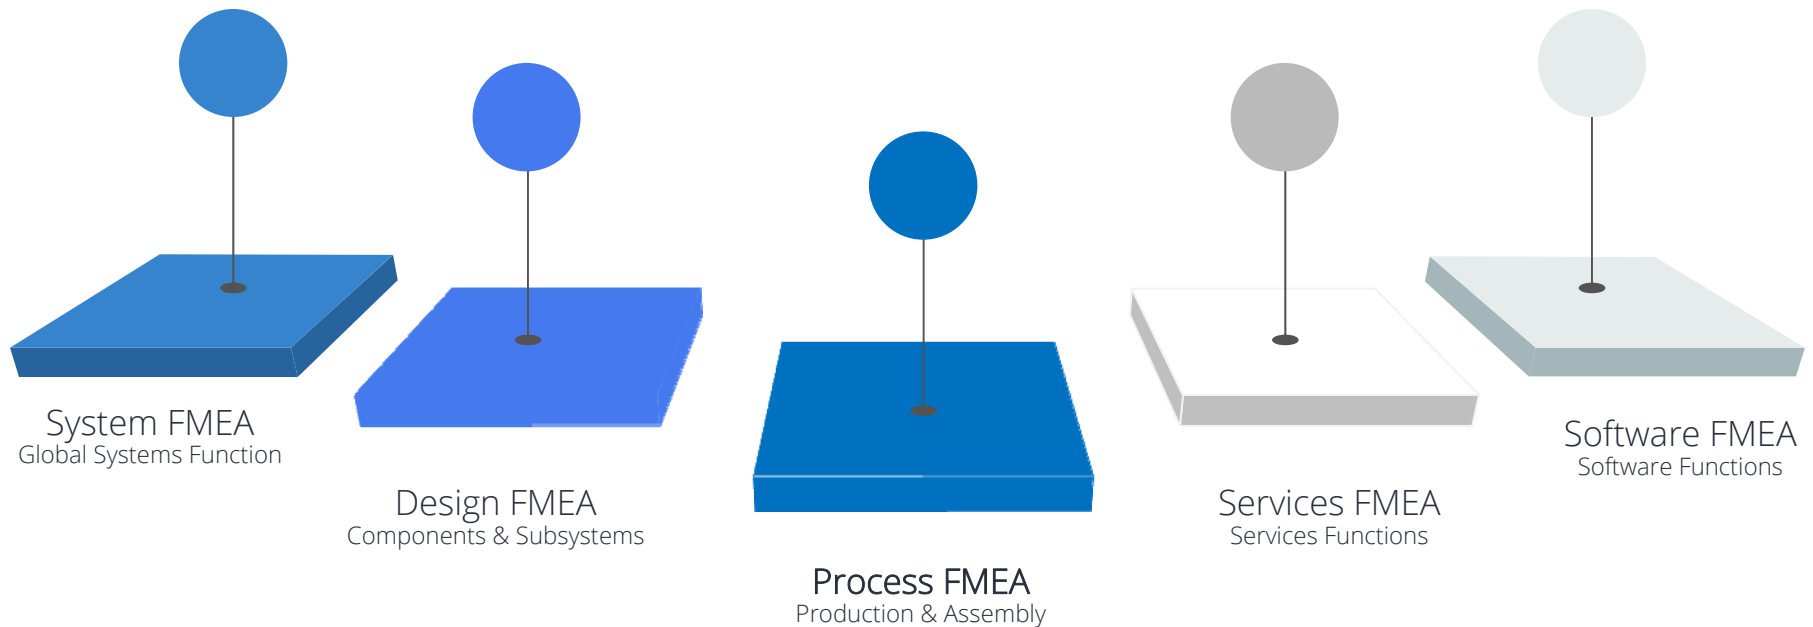 System FMEA
Global Systems Function
Design FMEA
Components & Subsystems
Process FMEA
Production & Assembly
Services FMEA
Services Functions
Software FMEA
Software Functions